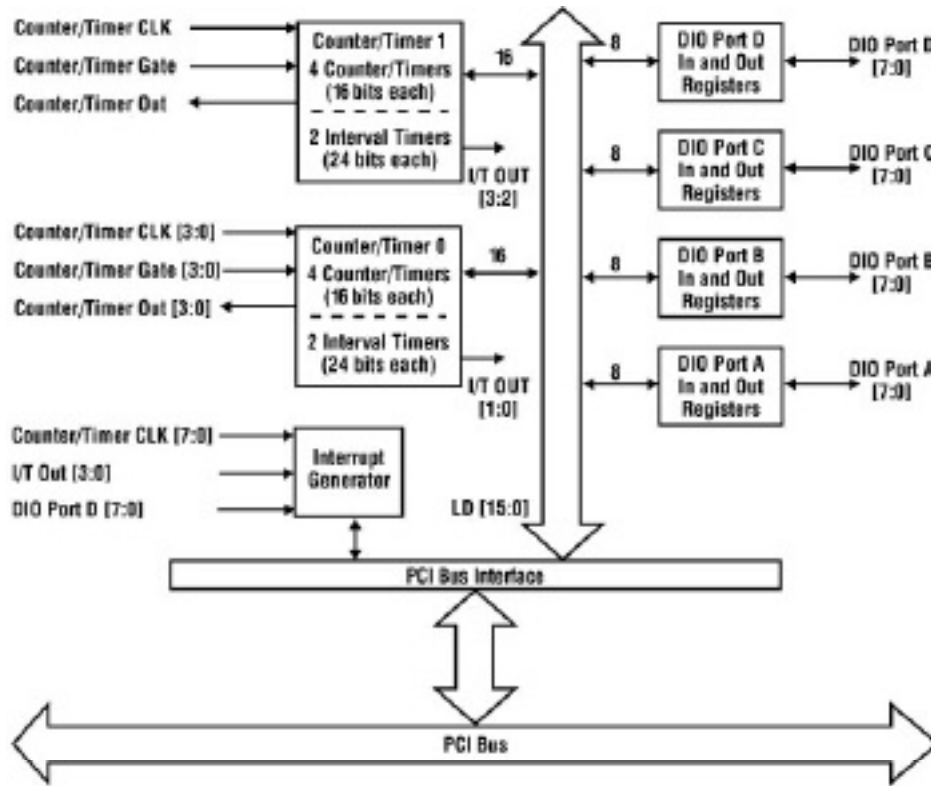 Counter/Timer CLK
Counter/Timer Gate
Counter/Timer Out
Counter/Timer 1
4 Counter/Timers
(16 bits each)
2 Interval Timers
(24 bits each)
16
I/T OUT
[3:2]
8
DIO Port D
In and Out
Registers
DIO Port D
[7:0]
8
DIO Port C
In and Out
Registers
DIO Port C
[7:0]
Counter/Timer CLK [3:0]
Counter/Timer Gate [3:0]
Counter/Timer Out [3:0]
Counter/Timer 0
4 Counter/Timers
(16 bits each)
2 Interval Timers
(24 bits each)
16
I/T OUT
[1:0]
8
DIO Port B
In and Out
Registers
DIO Port B
[7:0]
8
DIO Port A
In and Out
Registers
DIO Port A
[7:0]
Counter/Timer CLK [7:0]
I/T Out [3:0]
DIO Port D [7:0]
Interrupt
Generator
LD [15:0]
PCI Bus Interface
PCI Bus